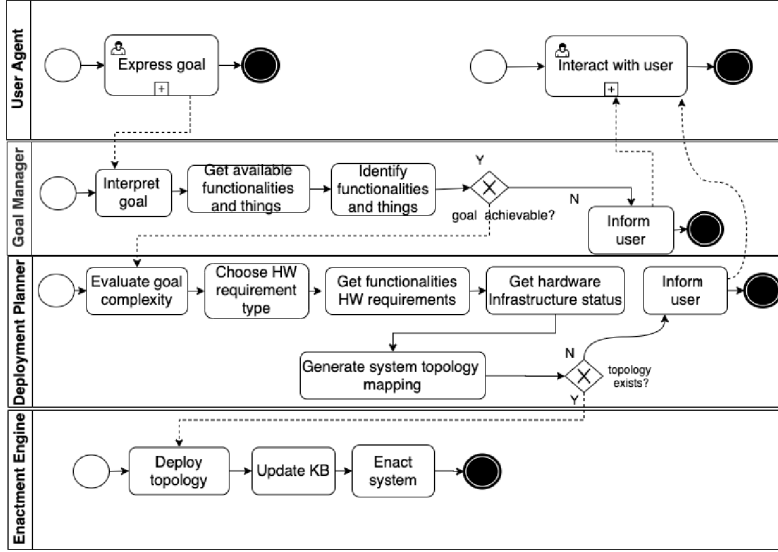 User Agent
Express goal
+
Interact with user
+
Goal Manager
Interpret
goal
Get available
functionalities
and things
Identify
functionalities
and things
Y
goal achievable?
N
Inform
user
Deployment Planner
Evaluate goal
complexity
Choose HW
requirement
type
Get functionalities
HW requirements
Get hardware
Infrastructure status
Inform
user
Generate system topology
mapping
N
topology
exists?
Y
Enactment Engine
Deploy
topology
Update KB
Enact
system